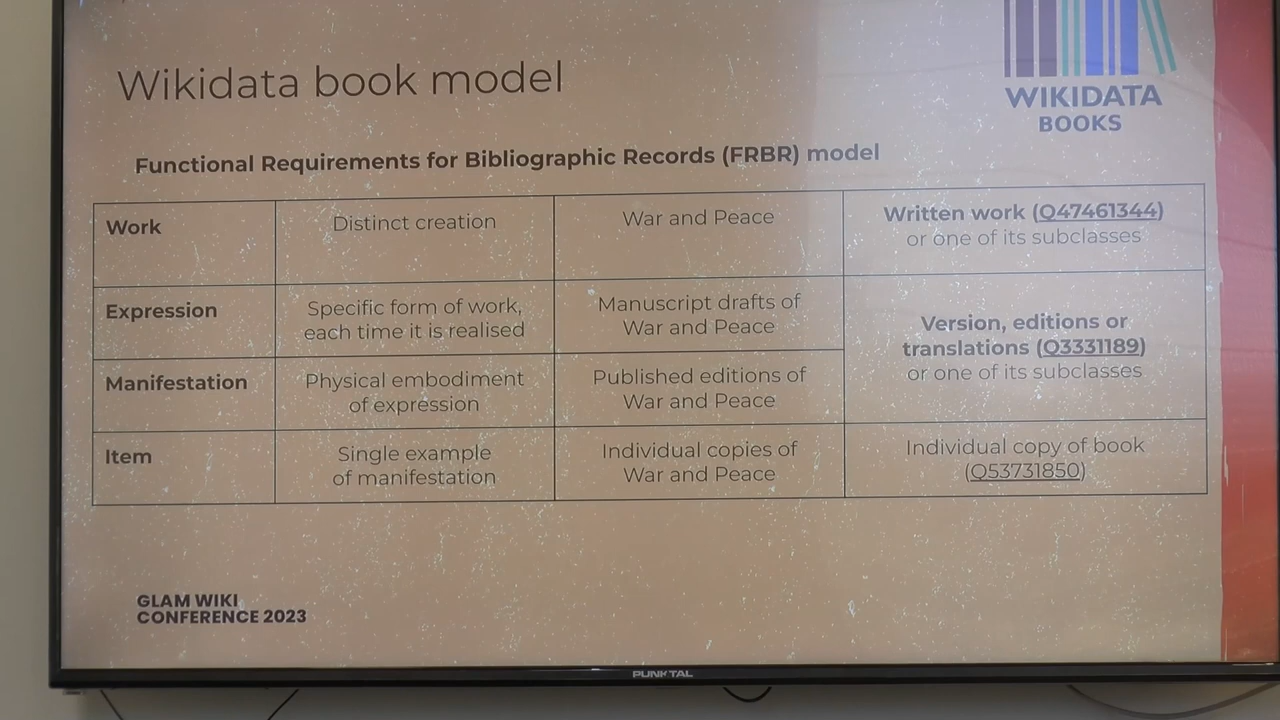 Wikidata book model
WIKIDATA
BOOKS
Functional Requirements for Bibliographic Records (FRBR) model
Work
Distinct creation
War and Peace
Written work (Q47461344)
or one of its subclasses
Expression
Specific form of work,
each time it is realised
Manuscript drafts of
War and Peace
Version, editions or
translations (Q3331189)
or one of its subclasses
Manifestation
Physical embodiment
of expression
Published editions of
War and Peace
Item
Single example
of manifestation
Individual copies of
War and Peace
Individual copy of book
(Q53731850)
GLAM WIKI
CONFERENCE 2023
PUNKTAL